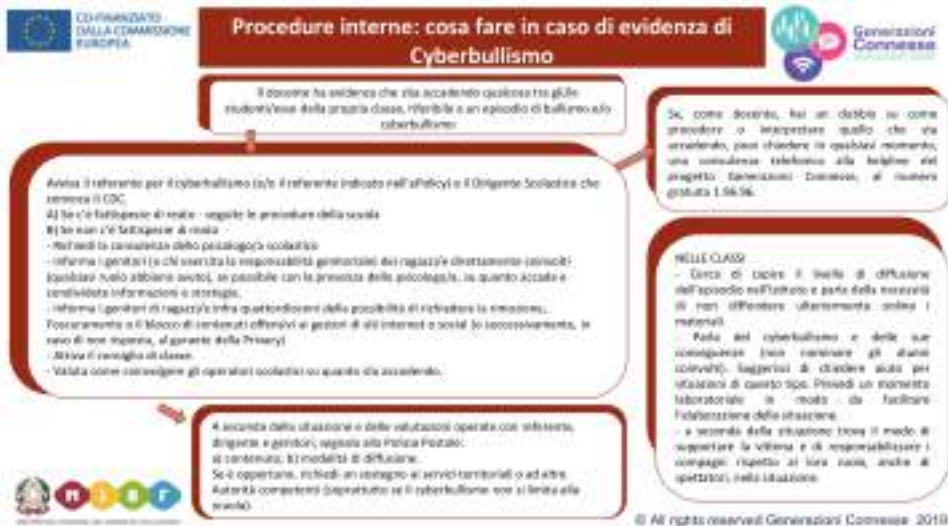 CO-FINANZIATO
DALLA COMMISSIONE
EUROPEA
Procedure interne: cosa fare in caso di evidenza di
Cyberbullismo
Generazioni
Connesse
Il docente ha evidenza che stia accadendo qualcosa tra gli/le
studenti/esse della propria classe, riferibile a un episodio di bullismo e/o
cyberbullismo
Se, come docente, hai un dubbio su come
procedere o interpretare quello che sta
accadendo, puoi chiedere in qualsiasi momento,
una consulenza telefonica alla helpline del
progetto Generazioni Connesse, al numero
gratuito 1.96.96.
Avvisa il referente per il cyberbullismo (e/o il referente indicato nell'ePolicy) e il Dirigente Scolastico che
convoca il CDC.
A) Se c'è fattispecie di reato - seguite le procedure della scuola
B) Se non c'è fattispecie di reato
- Richiedi la consulenza dello psicologo/a scolastico
- Informa i genitori (o chi esercita la responsabilità genitoriale) dei ragazzi/e direttamente coinvolti
(qualsiasi ruolo abbiano avuto), se possibile con la presenza dello psicologo/a, su quanto accade e
condividete informazioni e strategie.
- Informa i genitori di ragazzi/e infra quattordicenni della possibilità di richiedere la rimozione,
l'oscuramento o il blocco di contenuti offensivi ai gestori di siti internet o social (o successivamente, in
caso di non risposta, al garante della Privacy)
- Attiva il consiglio di classe.
- Valuta come coinvolgere gli operatori scolastici su quanto sta accadendo.
NELLE CLASSI
- Cerca di capire il livello di diffusione
dell'episodio nell'istituto e parla della necessità
di non diffondere ulteriormente online i
materiali.
- Parla del cyberbullismo e delle sue
conseguenze (non nominare gli alunni
coinvolti). Suggerisci di chiedere aiuto per
situazioni di questo tipo. Prevedi un momento
laboratoriale in modo da facilitare
l'elaborazione della situazione.
- a seconda della situazione trova il modo di
supportare la vittima e di responsabilizzare i
compagni rispetto al loro ruolo, anche di
spettatori, nella situazione.
A seconda della situazione e delle valutazioni operate con referente,
dirigente e genitori, segnala alla Polizia Postale:
a) contenuto; b) modalità di diffusione.
Se è opportuno, richiedi un sostegno ai servizi territoriali o ad altre
Autorità competenti (soprattutto se il cyberbullismo non si limita alla
scuola).
© All rights reserved Generazioni Connesse 2018